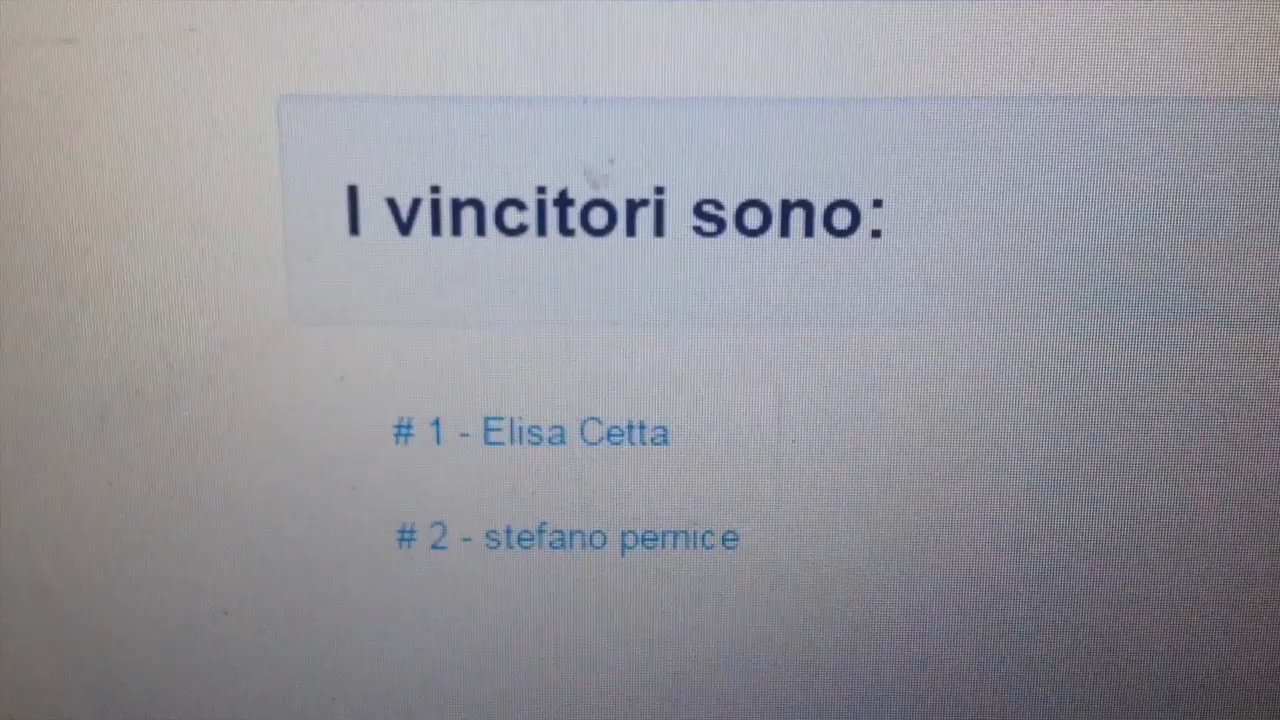 I vincitori sono:
# 1 - Elisa Cetta
# 2 - stefano pernice